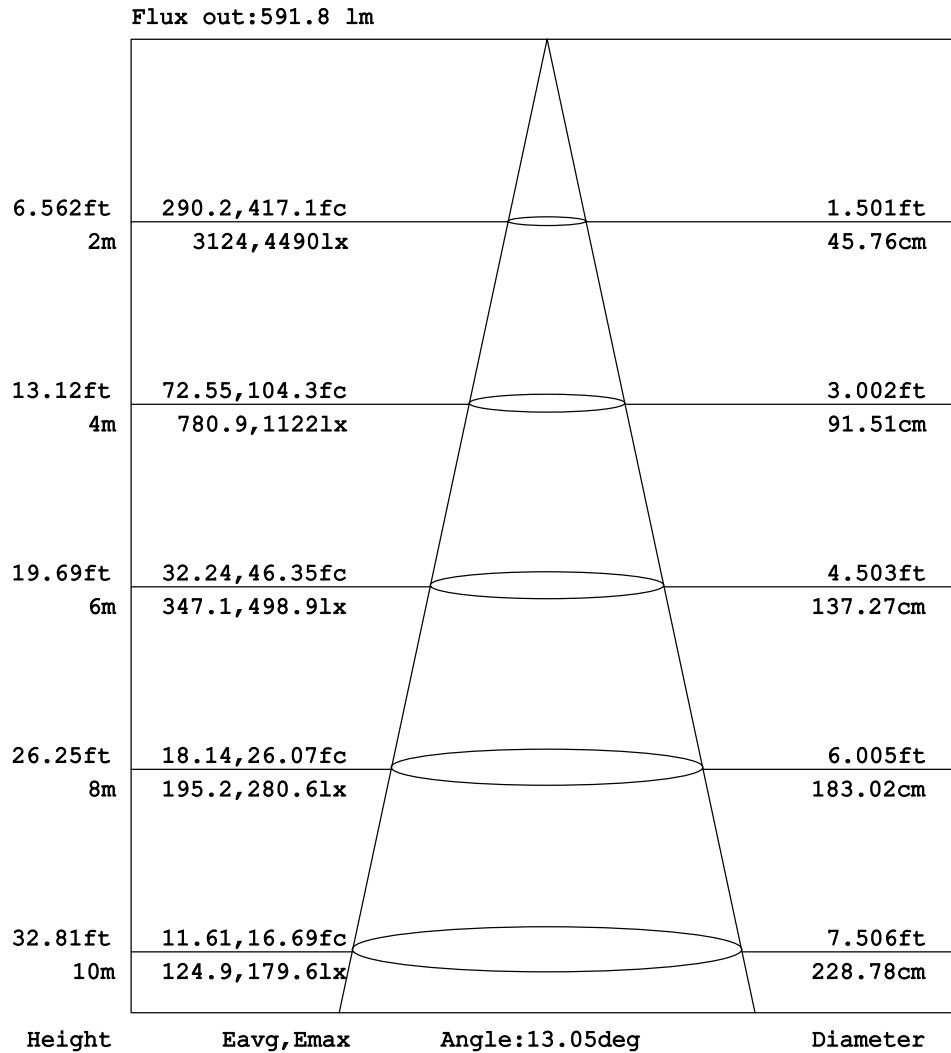 Flux out:591.8 lm
6.562ft 290.2,417.1fc 1.501ft
2m 3124,4490lx 45.76cm
13.12ft 72.55,104.3fc 3.002ft
4m 780.9,1122lx 91.51cm
19.69ft 32.24,46.35fc 4.503ft
6m 347.1,498.9lx 137.27cm
26.25ft 18.14,26.07fc 6.005ft
8m 195.2,280.6lx 183.02cm
32.81ft 11.61,16.69fc 7.506ft
10m 124.9,179.6lx 228.78cm
Height Eavg,Emax Angle:13.05deg Diameter